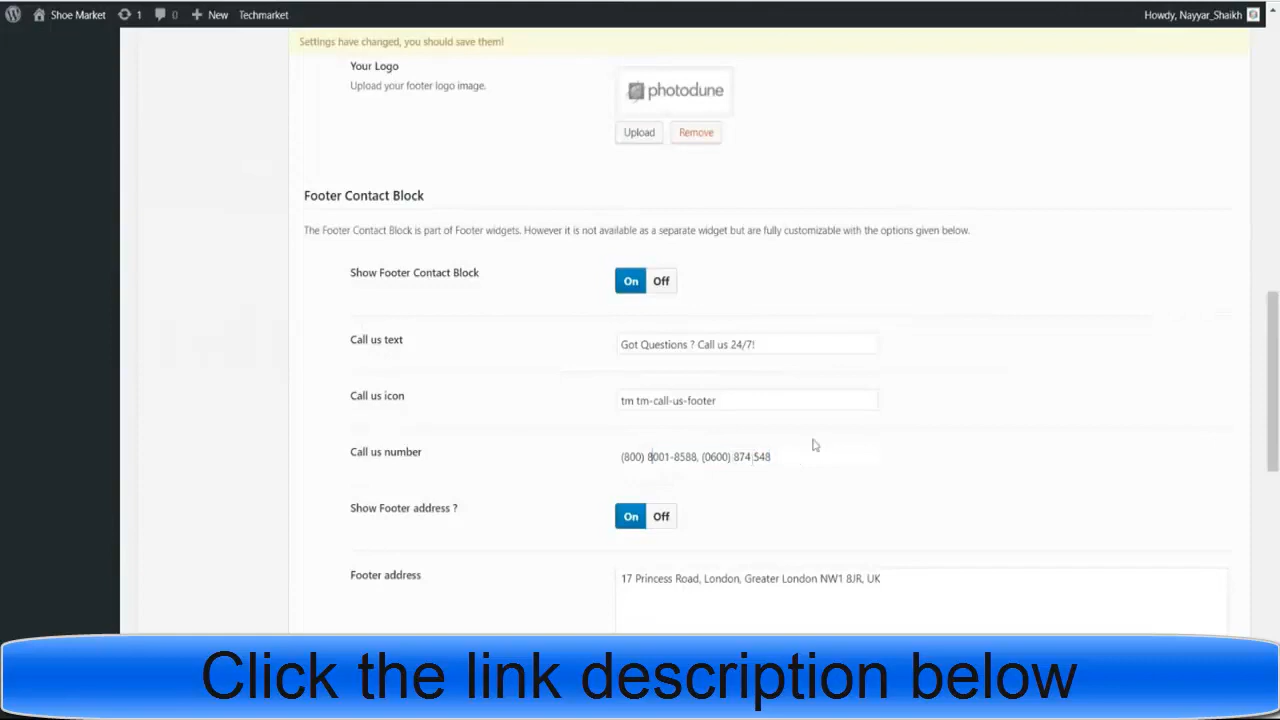 Shoe Market 1 0 New Techmarket Howdy, Nayyar_Shaikh
Settings have changed, you should save them!
Your Logo
Upload your footer logo image.
photodune
Upload Remove
Footer Contact Block
The Footer Contact Block is part of Footer widgets. However it is not available as a separate widget but are fully customizable with the options given below.
Show Footer Contact Block On Off
Call us text Got Questions ? Call us 24/7!
Call us icon tm tm-call-us-footer
Call us number (800) 8001-8588, (0600) 874 548
Show Footer address ? On Off
Footer address 17 Princess Road, London, Greater London NW1 8JR, UK
Click the link description below